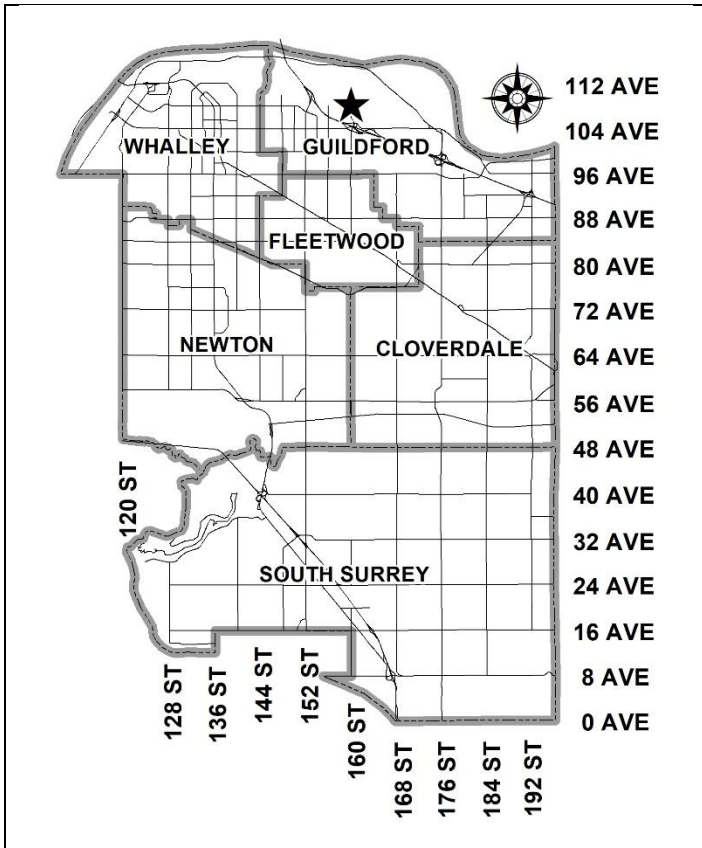 112 AVE
104 AVE
WHALLEY
GUILDFORD
96 AVE
88 AVE
FLEETWOOD
80 AVE
72 AVE
NEWTON
CLOVERDALE
64 AVE
56 AVE
48 AVE
120 ST
40 AVE
32 AVE
SOUTH SURREY
24 AVE
16 AVE
8 AVE
128 ST
136 ST
144 ST
152 ST
160 ST
0 AVE
168 ST
176 ST
184 ST
192 ST